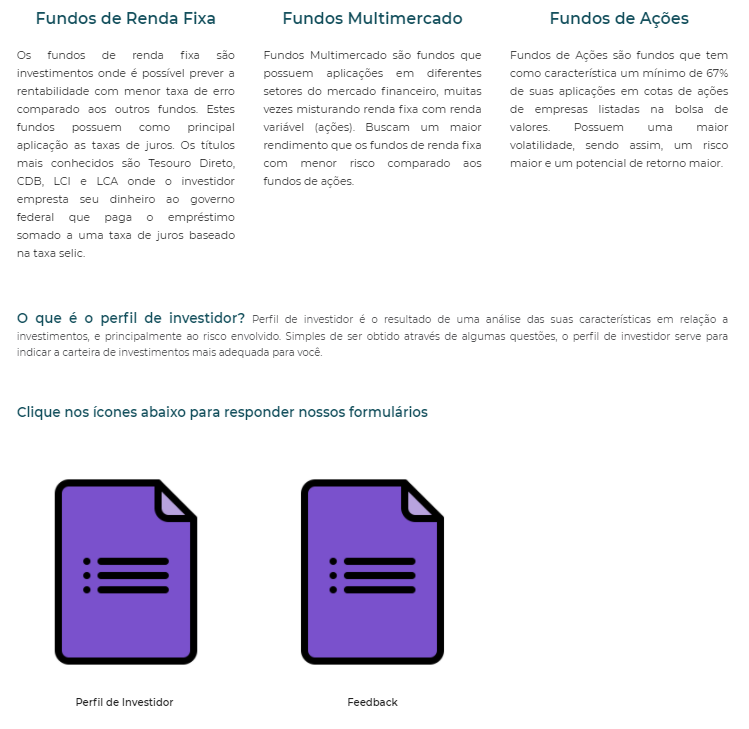 Fundos de Renda Fixa
Os fundos de renda fixa são
investimentos onde é possível prever a
rentabilidade com menor taxa de erro
comparado aos outros fundos. Estes
fundos possuem como principal
aplicação as taxas de juros. Os títulos
mais conhecidos são Tesouro Direto,
CDB, LCI e LCA onde o investidor
empresta seu dinheiro ao governo
federal que paga o empréstimo
somado a uma taxa de juros baseado
na taxa selic.
Fundos Multimercado
Fundos Multimercado são fundos que
possuem aplicações em diferentes
setores do mercado financeiro, muitas
vezes misturando renda fixa com renda
variável (ações). Buscam um maior
rendimento que os fundos de renda fixa
com menor risco comparado aos
fundos de ações.
Fundos de Ações
Fundos de Ações são fundos que tem
como característica um mínimo de 67%
de suas aplicações em cotas de ações
de empresas listadas na bolsa de
valores. Possuem uma maior
volatilidade, sendo assim, um risco
maior e um potencial de retorno maior.
O que é o perfil de investidor? Perfil de investidor é o resultado de uma análise das suas características em relação a
investimentos, e principalmente ao risco envolvido. Simples de ser obtido através de algumas questões, o perfil de investidor serve para
indicar a carteira de investimentos mais adequada para você.
Clique nos ícones abaixo para responder nossos formulários
Perfil de Investidor
Feedback